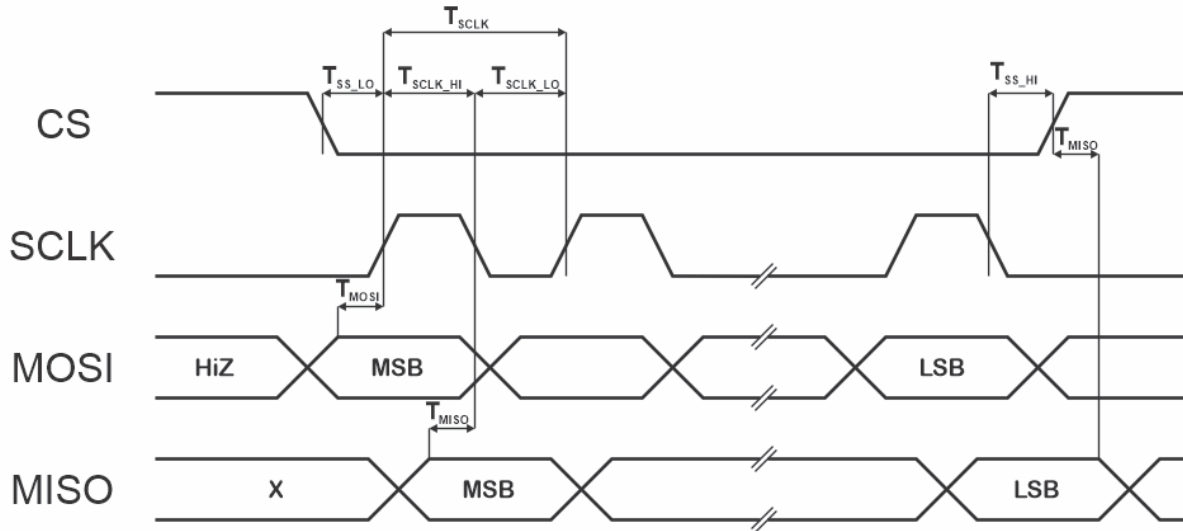 T_SCLK
T_SS_LO T_SCLK_HI T_SCLK_LO T_SS_HI
CS
T_MISO
SCLK
T_MOSI
MOSI HiZ MSB LSB
T_MISO
MISO X MSB LSB